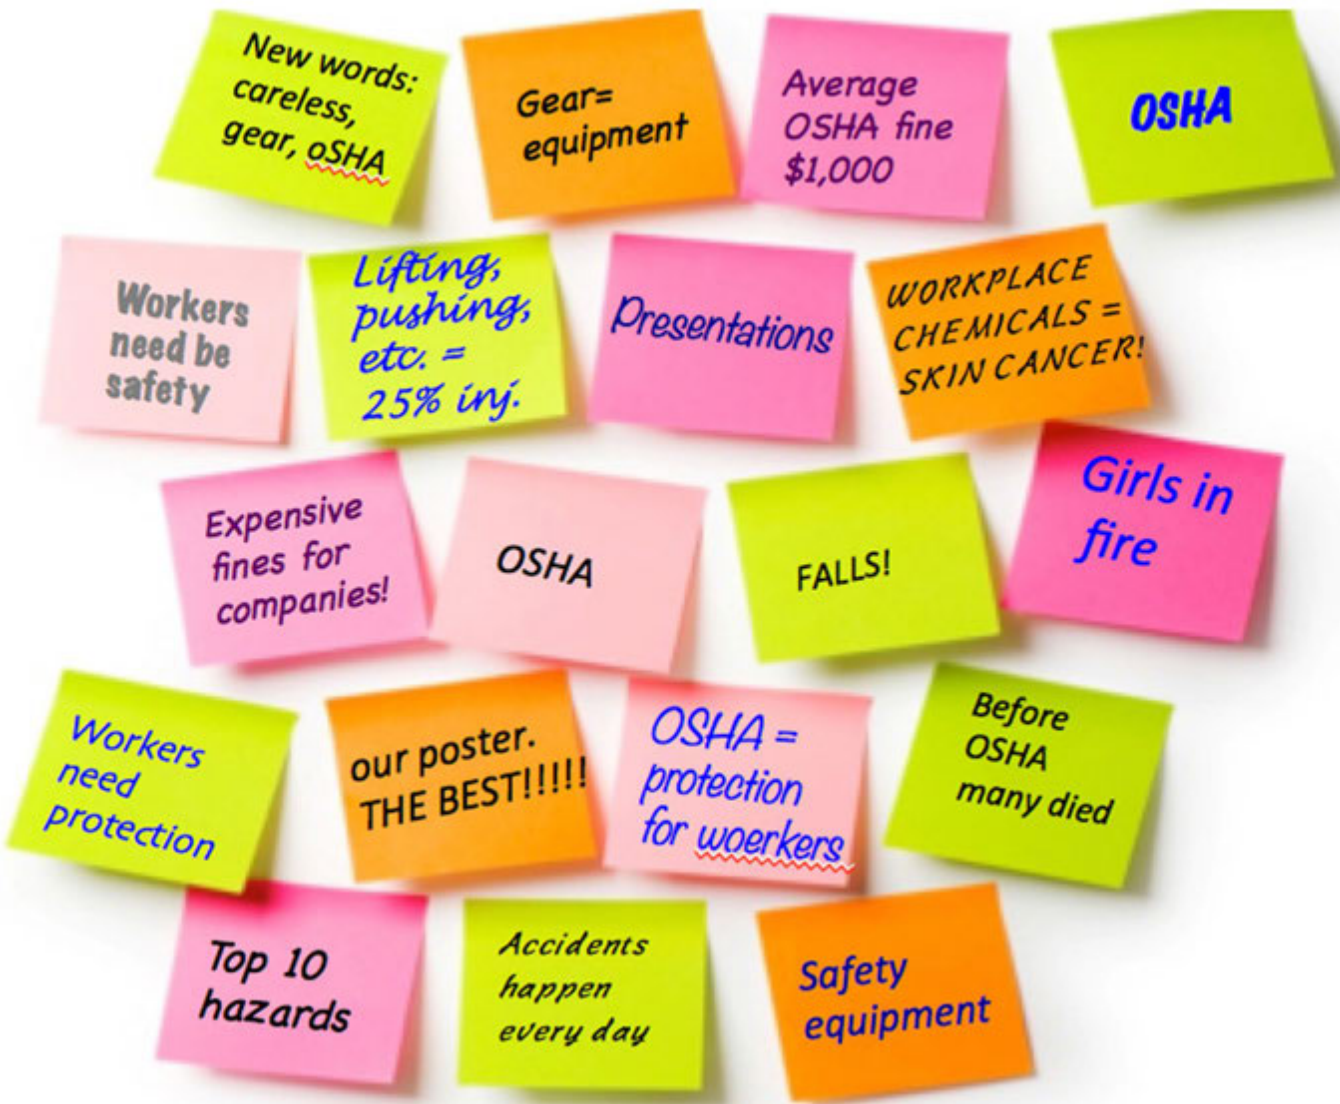 New words:
careless,
gear, oSHA
Gear=
equipment
Average
OSHA fine
$1,000
OSHA
Workers
need be
safety
Lifting,
pushing,
etc. =
25% inj.
Presentations
WORKPLACE
CHEMICALS =
SKIN CANCER!
Expensive
fines for
companies!
OSHA
FALLS!
Girls in
fire
Workers
need
protection
our poster.
THE BEST!!!!!
OSHA =
protection
for woerkers
Before
OSHA
many died
Top 10
hazards
Accidents
happen
every day
Safety
equipment